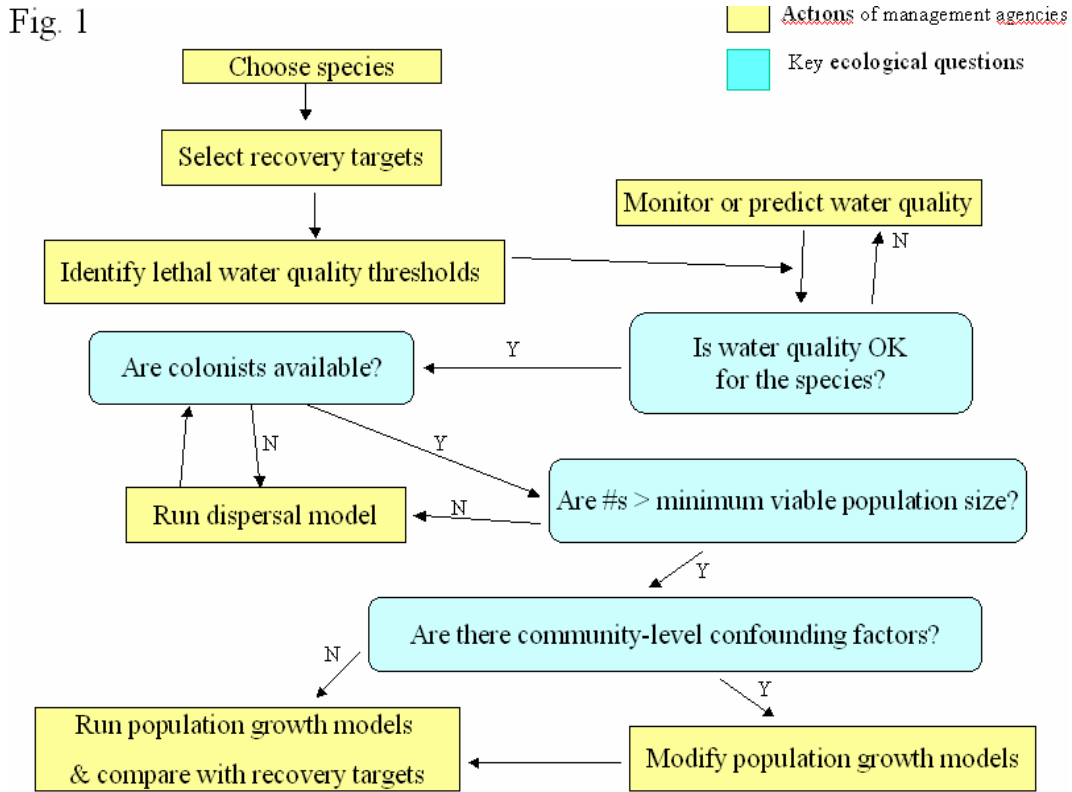 Fig. 1
Actions of management agencies
Key ecological questions
Choose species
Select recovery targets
Monitor or predict water quality
N
Identify lethal water quality thresholds
Is water quality OK
for the species?
Y
Are colonists available?
N
Y
Are #s > minimum viable population size?
N
Run dispersal model
Y
Are there community-level confounding factors?
N
Y
Run population growth models
& compare with recovery targets
Modify population growth models